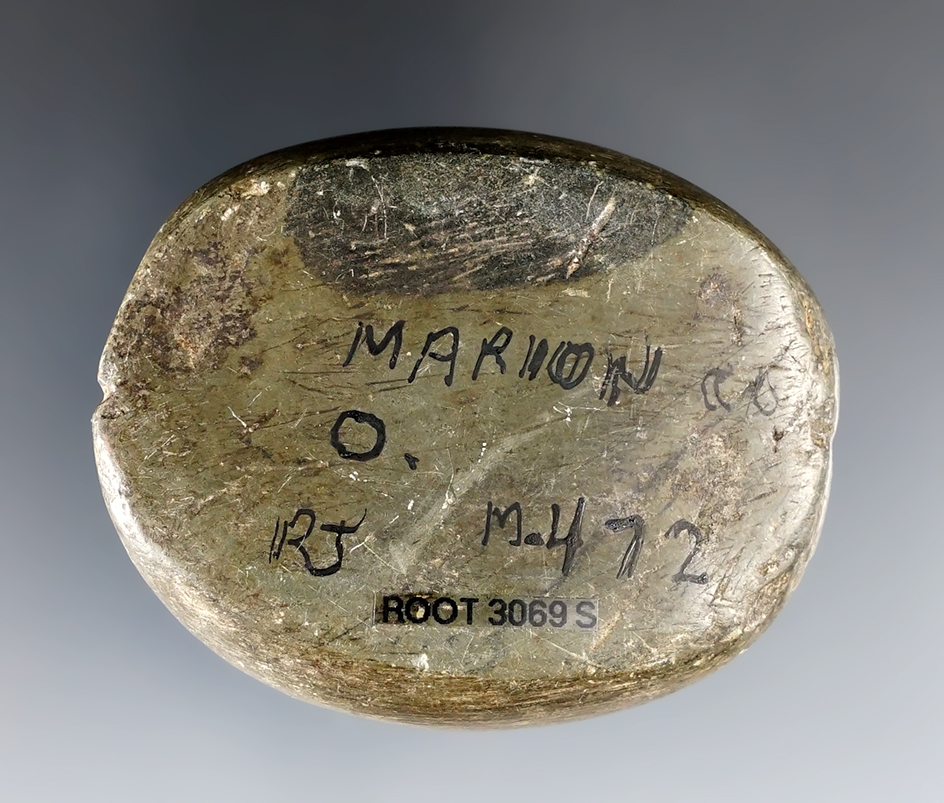 MARION CO
O.
RJ M.472
ROOT 3069 S